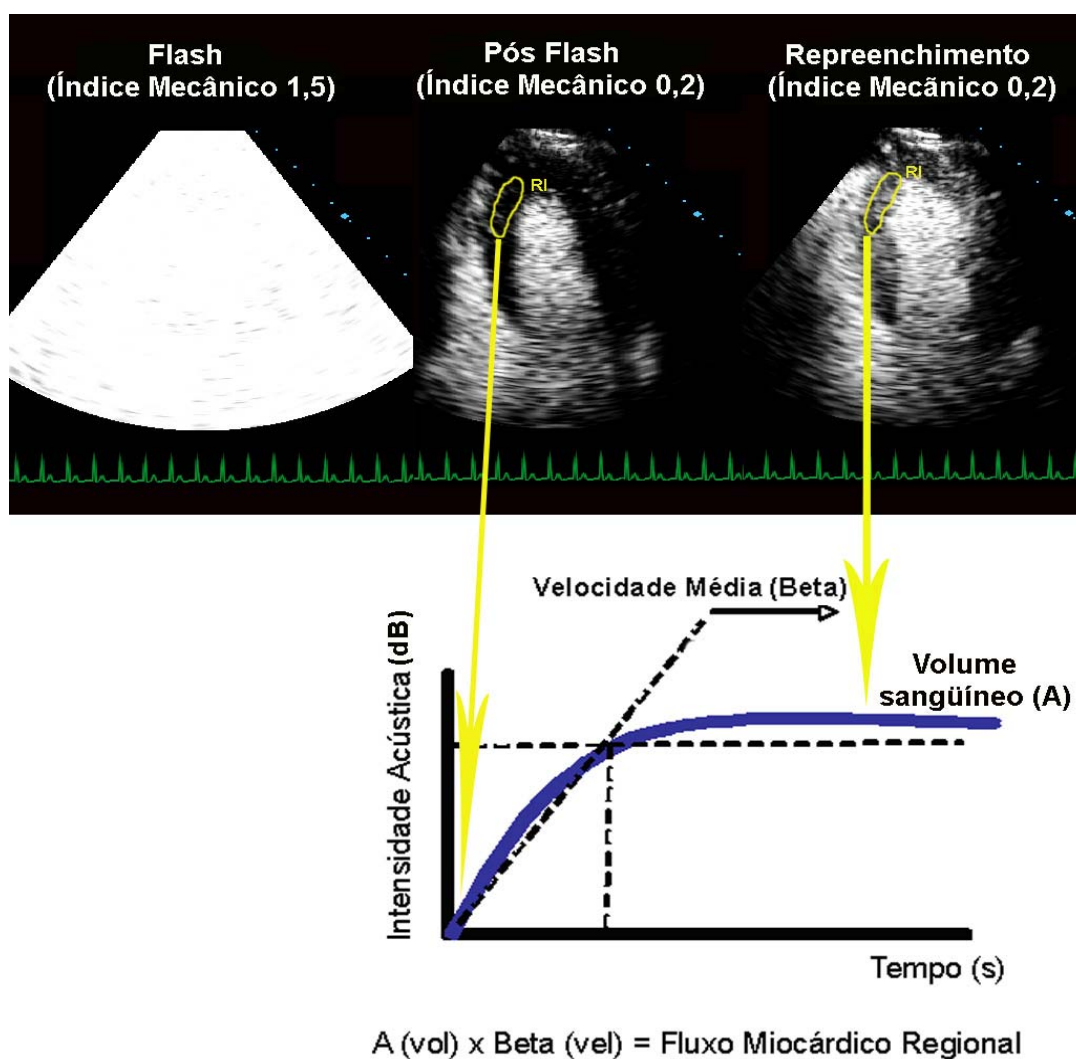 Flash
(Índice Mecânico 1,5)
Pós Flash
(Índice Mecânico 0,2)
Repreenchimento
(Índice Mecãnico 0,2)
RI
RI
Velocidade Média (Beta)
Volume
sangüíneo (A)
Intensidade Acústica (dB)
Tempo (s)
A (vol) x Beta (vel) = Fluxo Miocárdico Regional